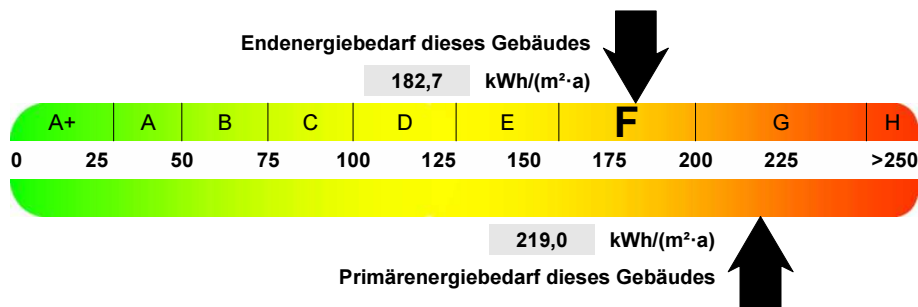 Endenergiebedarf dieses Gebäudes
182,7 kWh/(m²·a)
A+ A B C D E F G H
0 25 50 75 100 125 150 175 200 225 >250
219,0 kWh/(m²·a)
Primärenergiebedarf dieses Gebäudes